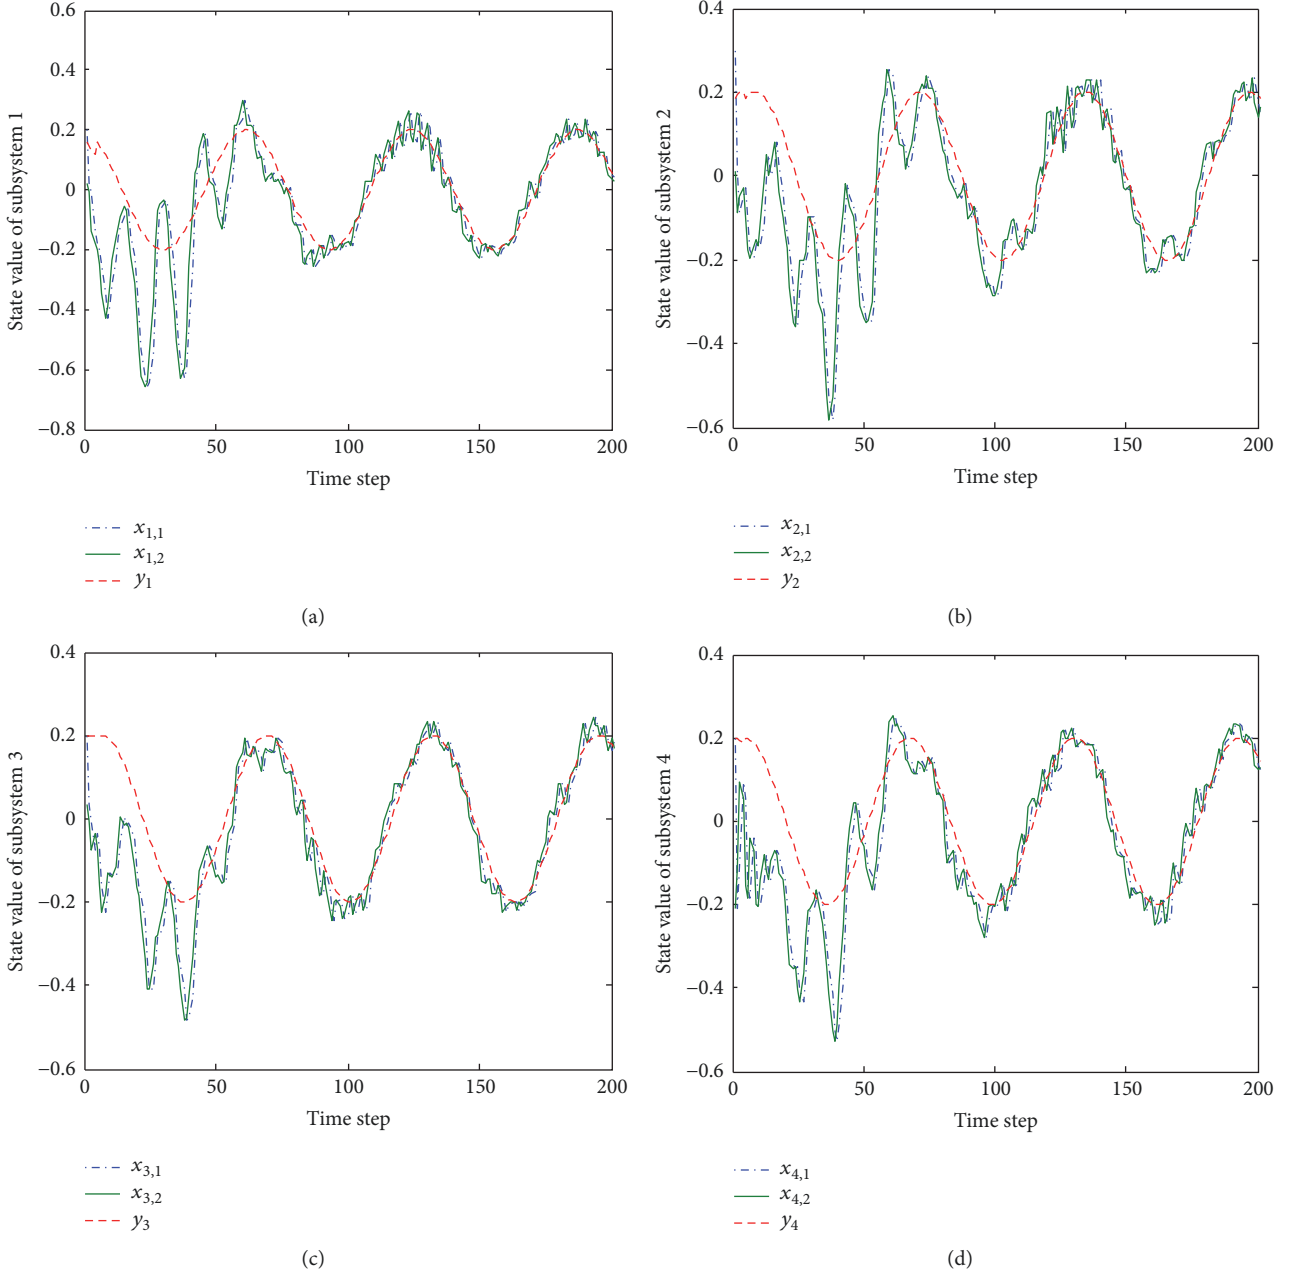 State value of subsystem 1
0.6
0.4
0.2
0
−0.2
−0.4
−0.6
−0.8
0 50 100 150 200
Time step
x1,1
x1,2
y1
(a)
State value of subsystem 2
0.4
0.2
0
−0.2
−0.4
−0.6
0 50 100 150 200
Time step
x2,1
x2,2
y2
(b)
State value of subsystem 3
0.4
0.2
0
−0.2
−0.4
−0.6
0 50 100 150 200
Time step
x3,1
x3,2
y3
(c)
State value of subsystem 4
0.4
0.2
0
−0.2
−0.4
−0.6
0 50 100 150 200
Time step
x4,1
x4,2
y4
(d)